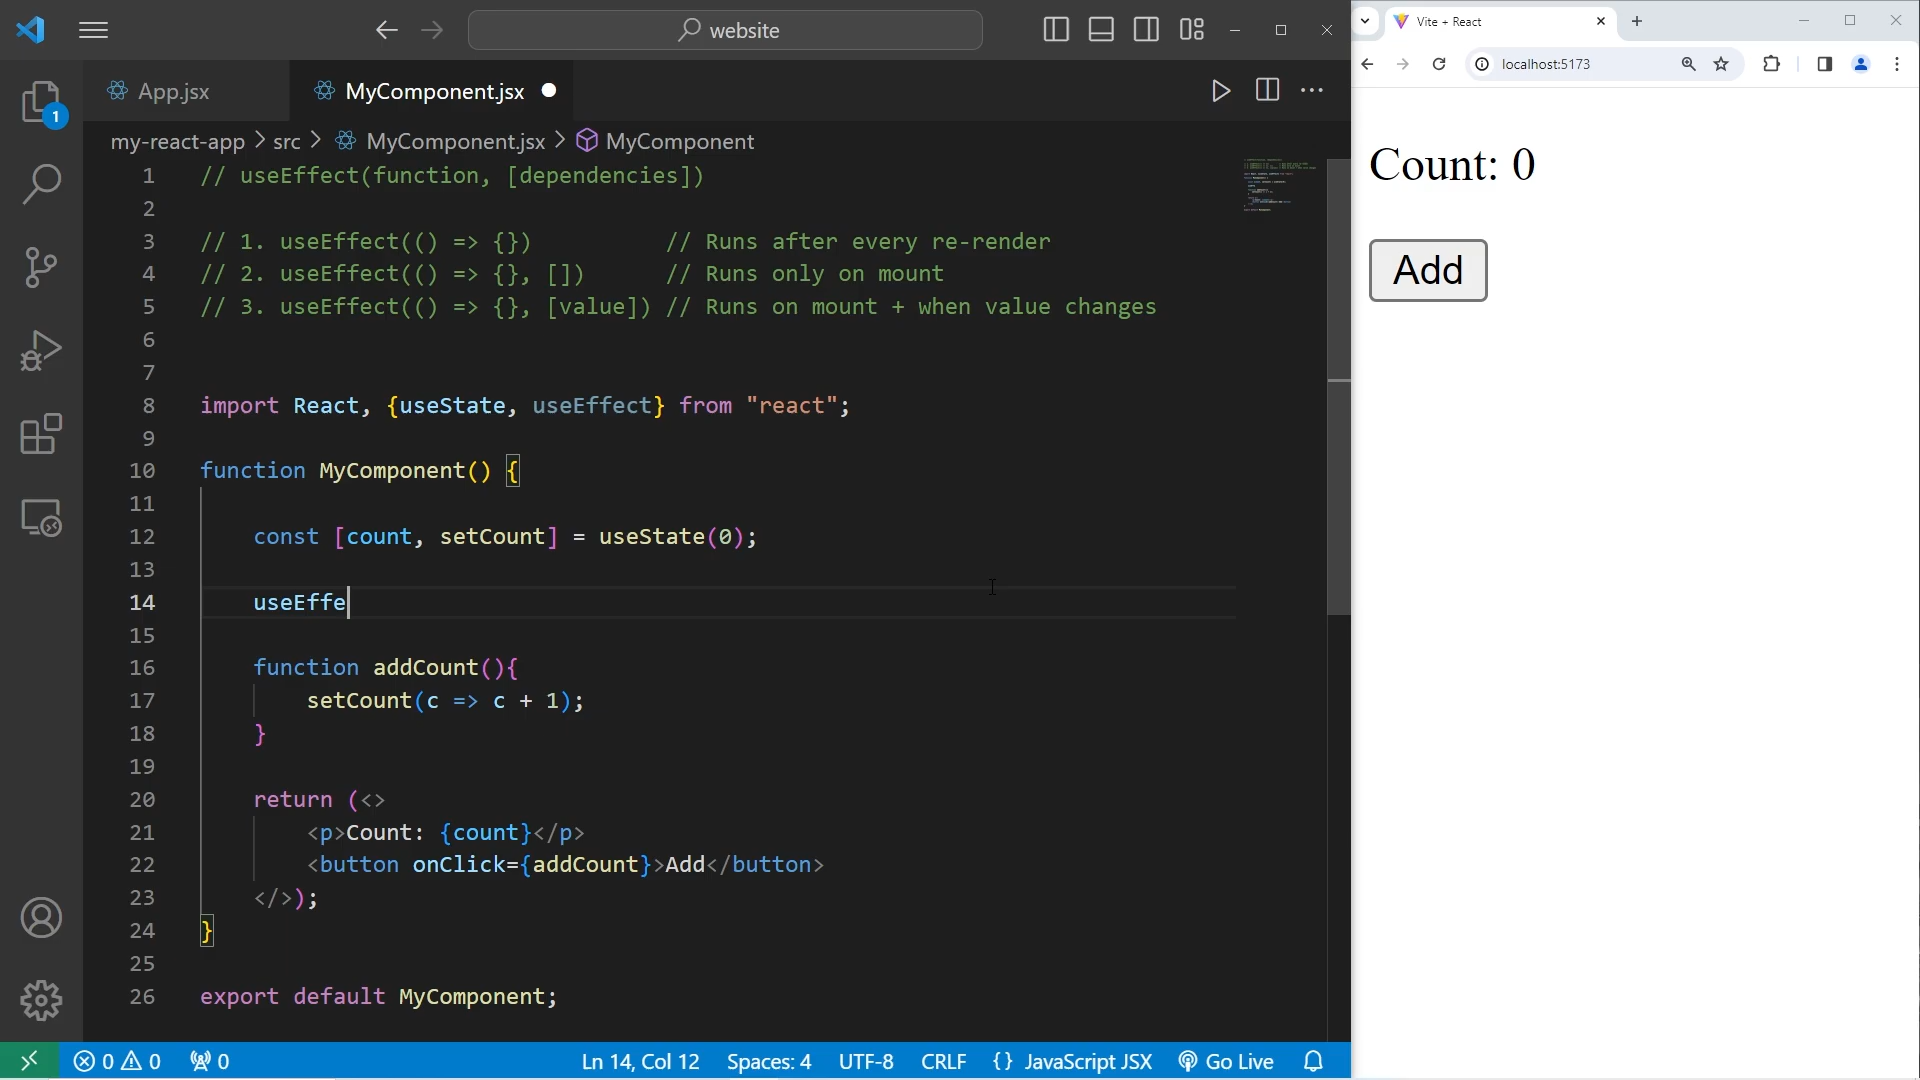 website
App.jsx
MyComponent.jsx
1
my-react-app > src > MyComponent.jsx > MyComponent
1 // useEffect(function, [dependencies])
2
3 // 1. useEffect(() => {}) // Runs after every re-render
4 // 2. useEffect(() => {}, []) // Runs only on mount
5 // 3. useEffect(() => {}, [value]) // Runs on mount + when value changes
6
7
8 import React, {useState, useEffect} from "react";
9
10 function MyComponent() {
11
12 const [count, setCount] = useState(0);
13
14 useEffe
15
16 function addCount(){
17 setCount(c => c + 1);
18 }
19
20 return (<>
21 <p>Count: {count}</p>
22 <button onClick={addCount}>Add</button>
23 </>);
24 }
25
26 export default MyComponent;
0 0 0 Ln 14, Col 12 Spaces: 4 UTF-8 CRLF {} JavaScript JSX Go Live
Vite + React
localhost:5173
Count: 0
Add